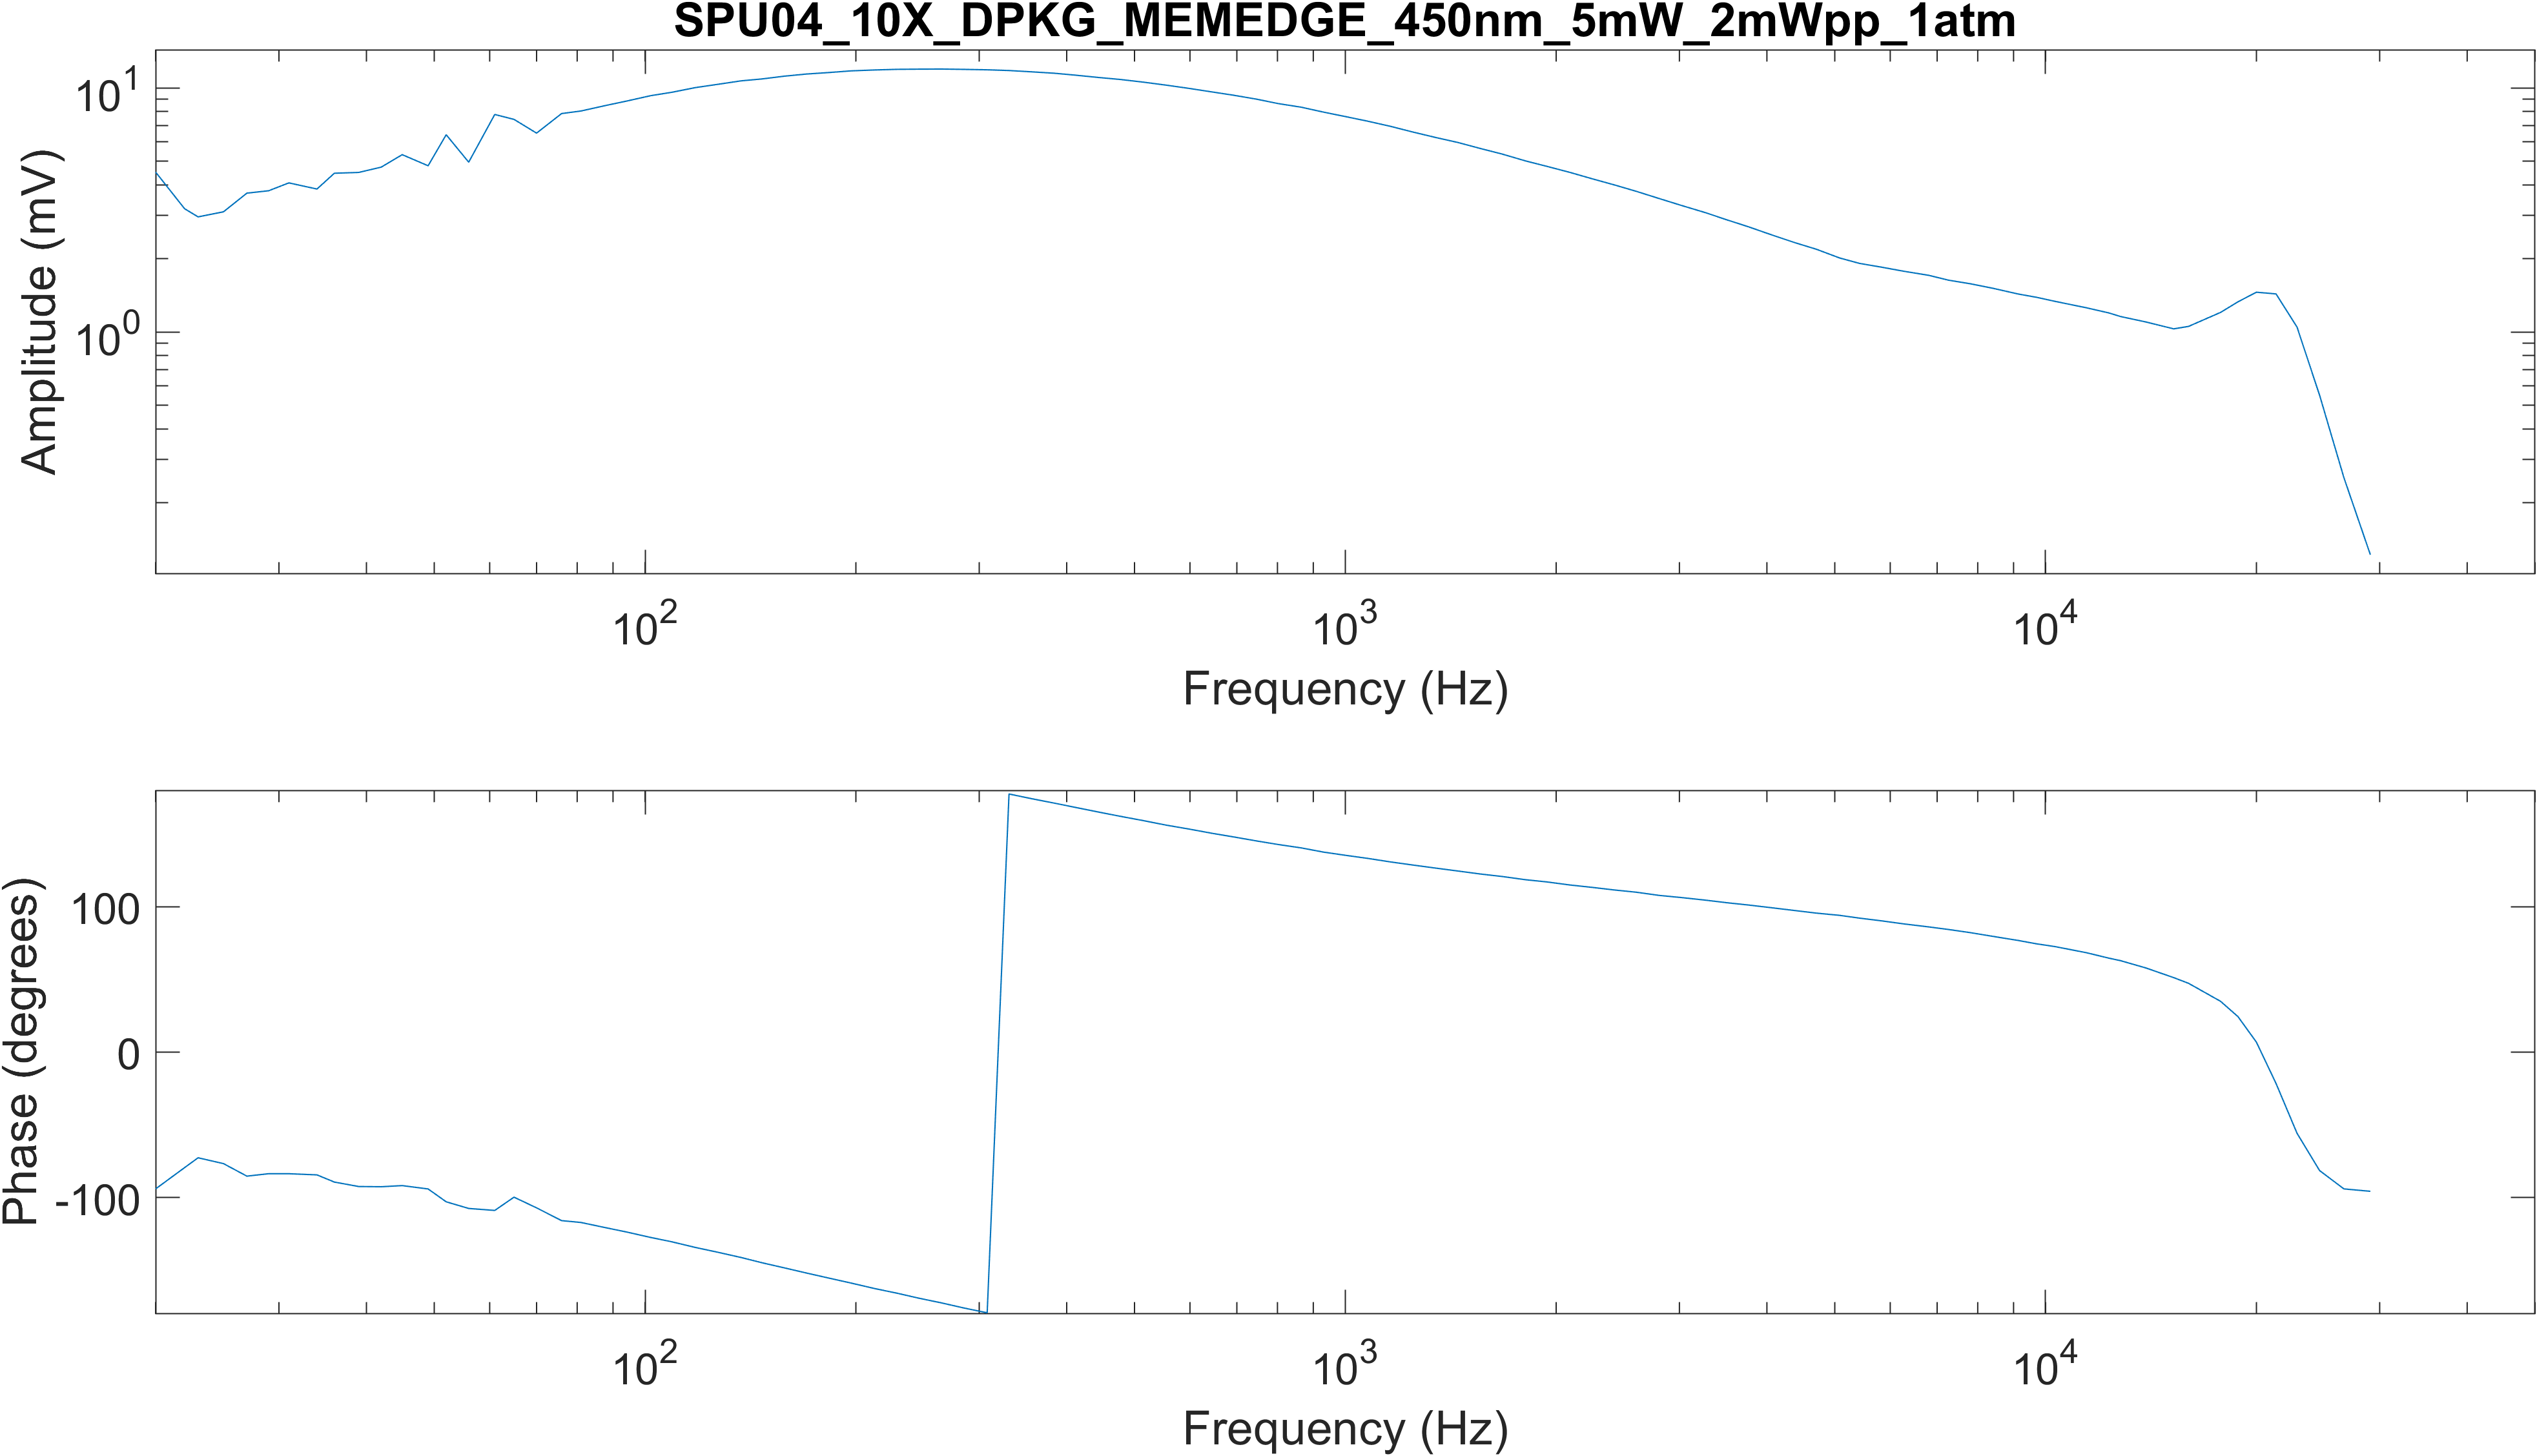 SPU04_10X_DPKG_MEMEDGE_450nm_5mW_2mWpp_1atm
10^1
10^0
Amplitude (mV)
10^2
10^3
10^4
Frequency (Hz)
100
0
-100
Phase (degrees)
10^2
10^3
10^4
Frequency (Hz)